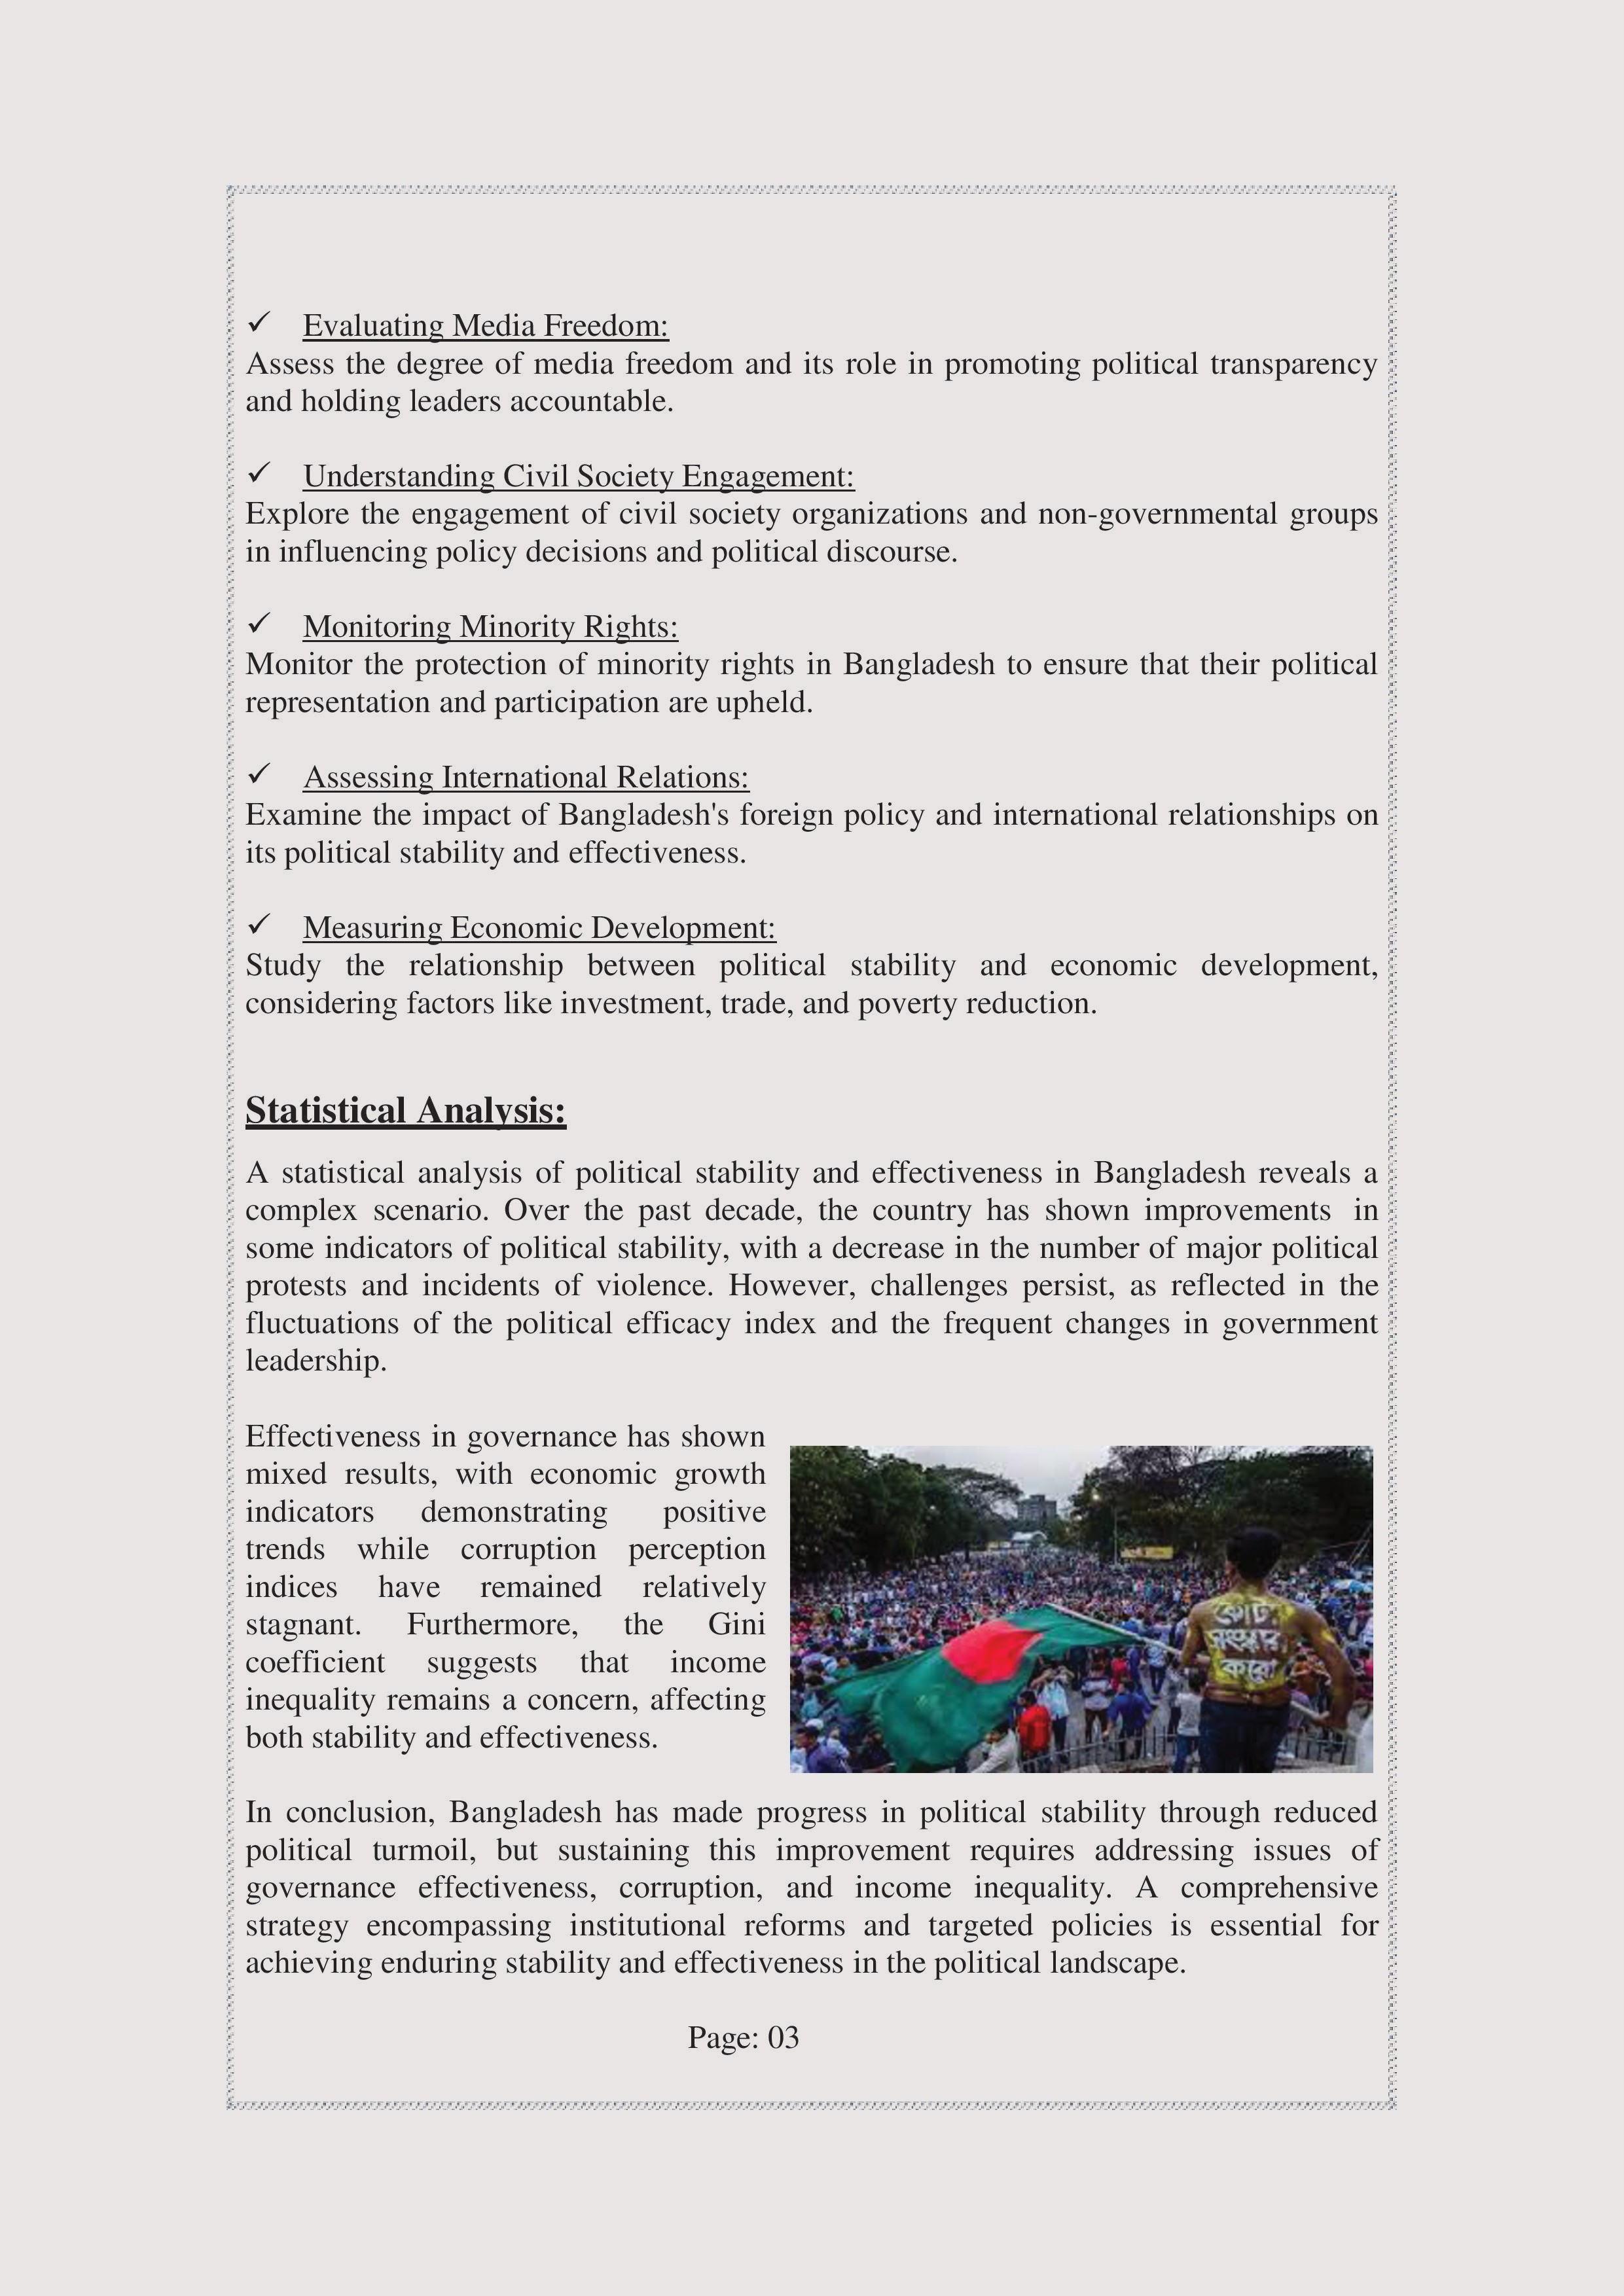 ✓ Evaluating Media Freedom:
Assess the degree of media freedom and its role in promoting political transparency
and holding leaders accountable.
✓ Understanding Civil Society Engagement:
Explore the engagement of civil society organizations and non-governmental groups
in influencing policy decisions and political discourse.
✓ Monitoring Minority Rights:
Monitor the protection of minority rights in Bangladesh to ensure that their political
representation and participation are upheld.
✓ Assessing International Relations:
Examine the impact of Bangladesh's foreign policy and international relationships on
its political stability and effectiveness.
✓ Measuring Economic Development:
Study the relationship between political stability and economic development,
considering factors like investment, trade, and poverty reduction.
Statistical Analysis:
A statistical analysis of political stability and effectiveness in Bangladesh reveals a
complex scenario. Over the past decade, the country has shown improvements in
some indicators of political stability, with a decrease in the number of major political
protests and incidents of violence. However, challenges persist, as reflected in the
fluctuations of the political efficacy index and the frequent changes in government
leadership.
Effectiveness in governance has shown
mixed results, with economic growth
indicators demonstrating positive
trends while corruption perception
indices have remained relatively
stagnant. Furthermore, the Gini
coefficient suggests that income
inequality remains a concern, affecting
both stability and effectiveness.
কোটা
সংস্কার
করো
In conclusion, Bangladesh has made progress in political stability through reduced
political turmoil, but sustaining this improvement requires addressing issues of
governance effectiveness, corruption, and income inequality. A comprehensive
strategy encompassing institutional reforms and targeted policies is essential for
achieving enduring stability and effectiveness in the political landscape.
Page: 03